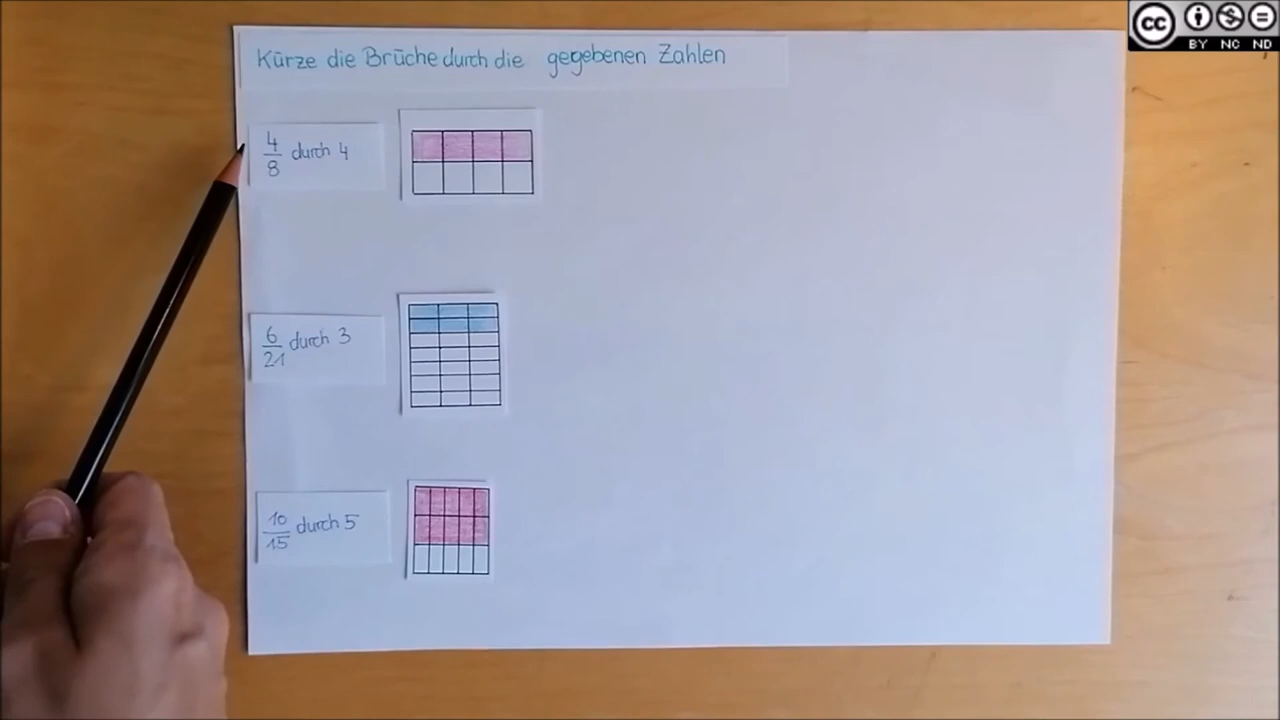 Kürze die Brüche durch die gegebenen Zahlen
4/8 durch 4
6/21 durch 3
10/15 durch 5
cc
BY NC ND